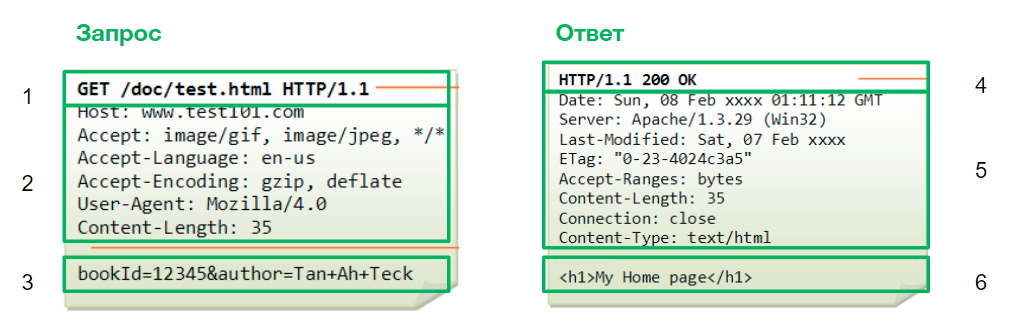 Запрос
1
GET /doc/test.html HTTP/1.1
2
Host: www.test101.com
Accept: image/gif, image/jpeg, */*
Accept-Language: en-us
Accept-Encoding: gzip, deflate
User-Agent: Mozilla/4.0
Content-Length: 35
3
bookId=12345&author=Tan+Ah+Teck
Ответ
HTTP/1.1 200 OK
4
Date: Sun, 08 Feb xxxx 01:11:12 GMT
Server: Apache/1.3.29 (Win32)
Last-Modified: Sat, 07 Feb xxxx
ETag: "0-23-4024c3a5"
Accept-Ranges: bytes
Content-Length: 35
Connection: close
Content-Type: text/html
5
<h1>My Home page</h1>
6